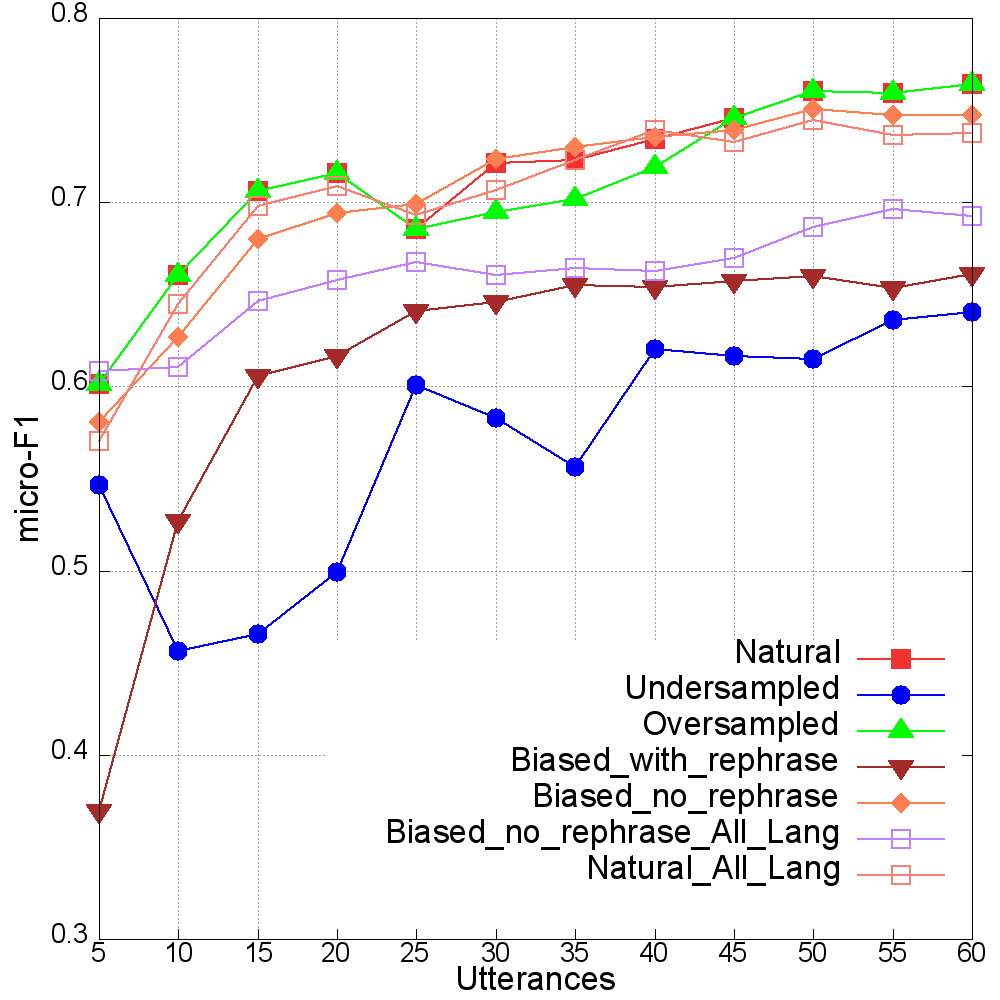 0.8
0.7
0.6
0.5
0.4
0.3
micro-F1
Natural
Undersampled
Oversampled
Biased_with_rephrase
Biased_no_rephrase
Biased_no_rephrase_All_Lang
Natural_All_Lang
5 10 15 20 25 30 35 40 45 50 55 60
Utterances